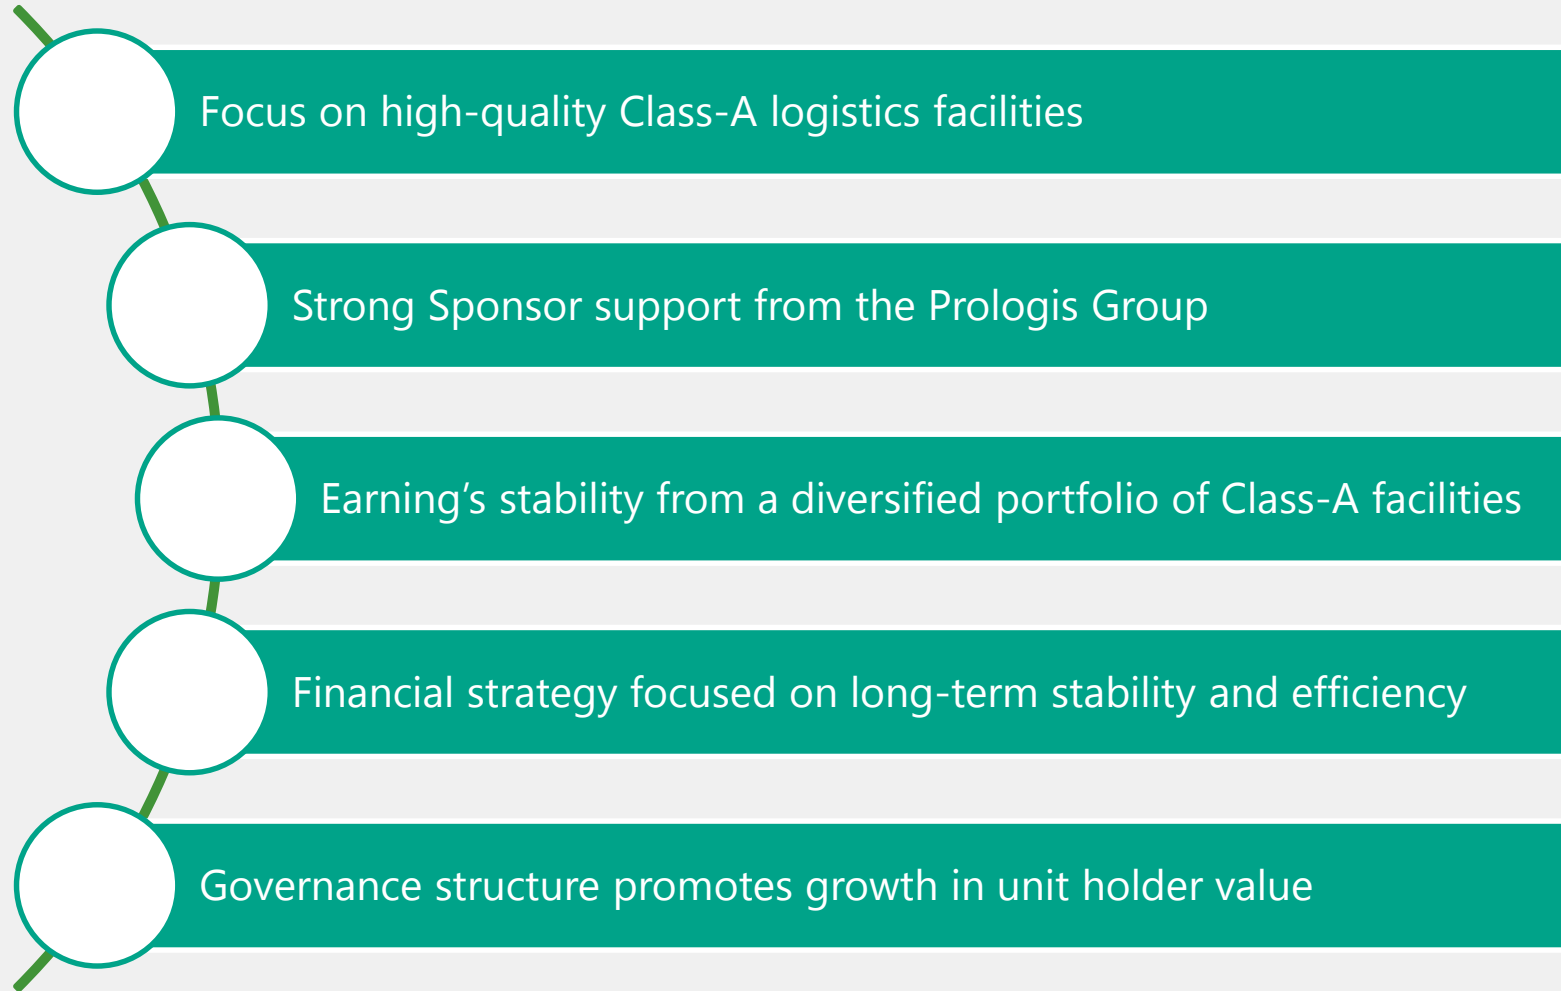 Focus on high-quality Class-A logistics facilities
Strong Sponsor support from the Prologis Group
Earning’s stability from a diversified portfolio of Class-A facilities
Financial strategy focused on long-term stability and efficiency
Governance structure promotes growth in unit holder value